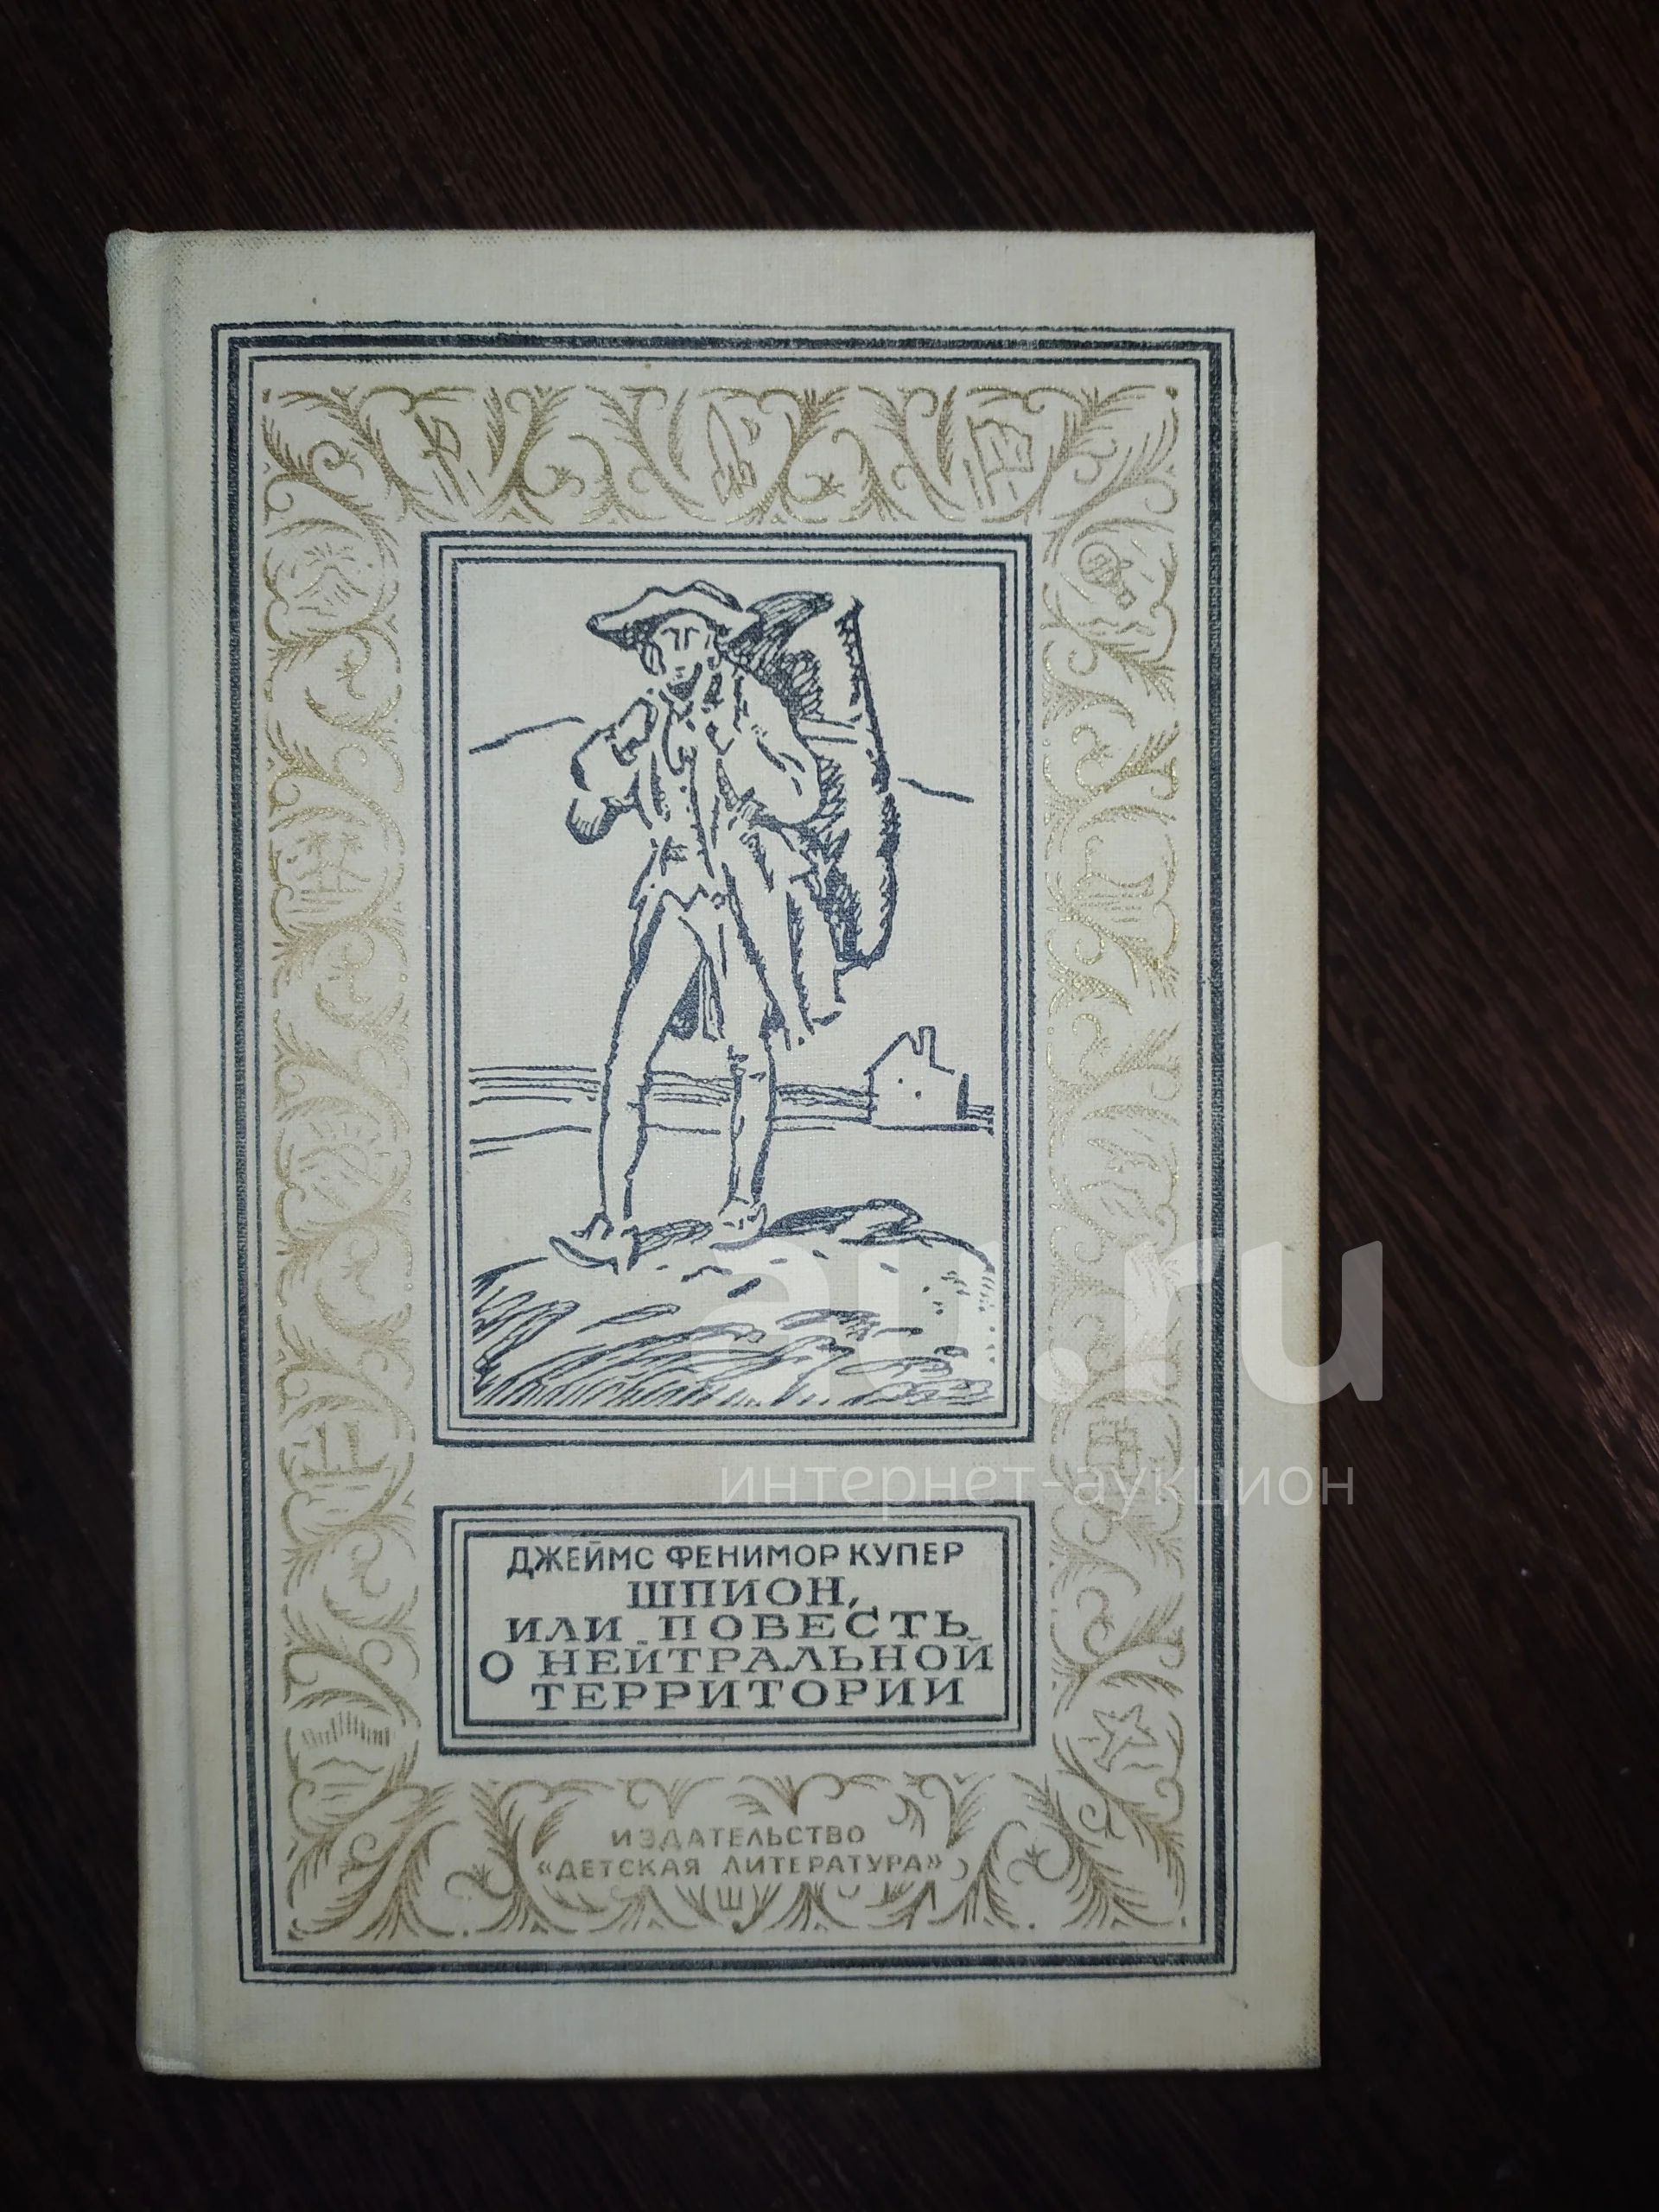 au.ru
интернет-аукцион
ДЖЕЙМС ФЕНИМОР КУПЕР
ШПИОН,
ИЛИ ПОВЕСТЬ
О НЕЙТРАЛЬНОЙ
ТЕРРИТОРИИ
ИЗДАТЕЛЬСТВО
«ДЕТСКАЯ ЛИТЕРАТУРА»